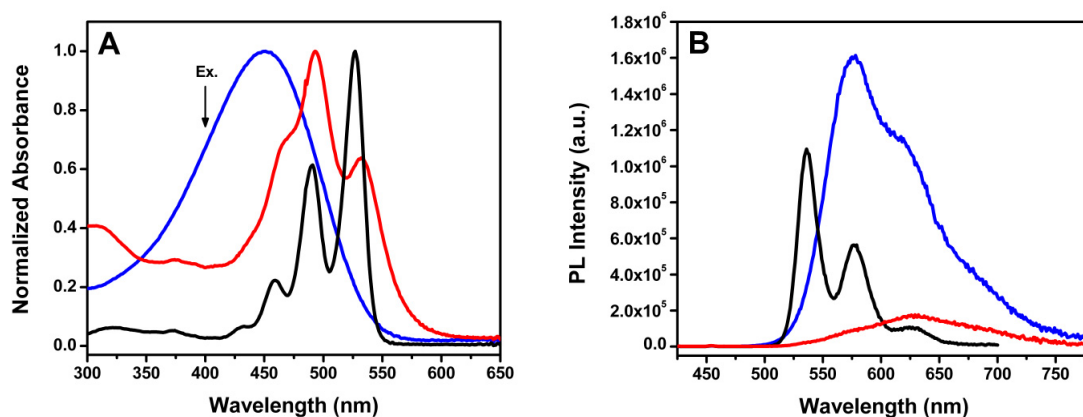 A
Ex.
Normalized Absorbance
1.0
0.8
0.6
0.4
0.2
0.0
300 350 400 450 500 550 600 650
Wavelength (nm)
B
PL Intensity (a.u.)
1.8x10⁶
1.6x10⁶
1.4x10⁶
1.2x10⁶
1.0x10⁶
8.0x10⁵
6.0x10⁵
4.0x10⁵
2.0x10⁵
0.0
450 500 550 600 650 700 750
Wavelength (nm)